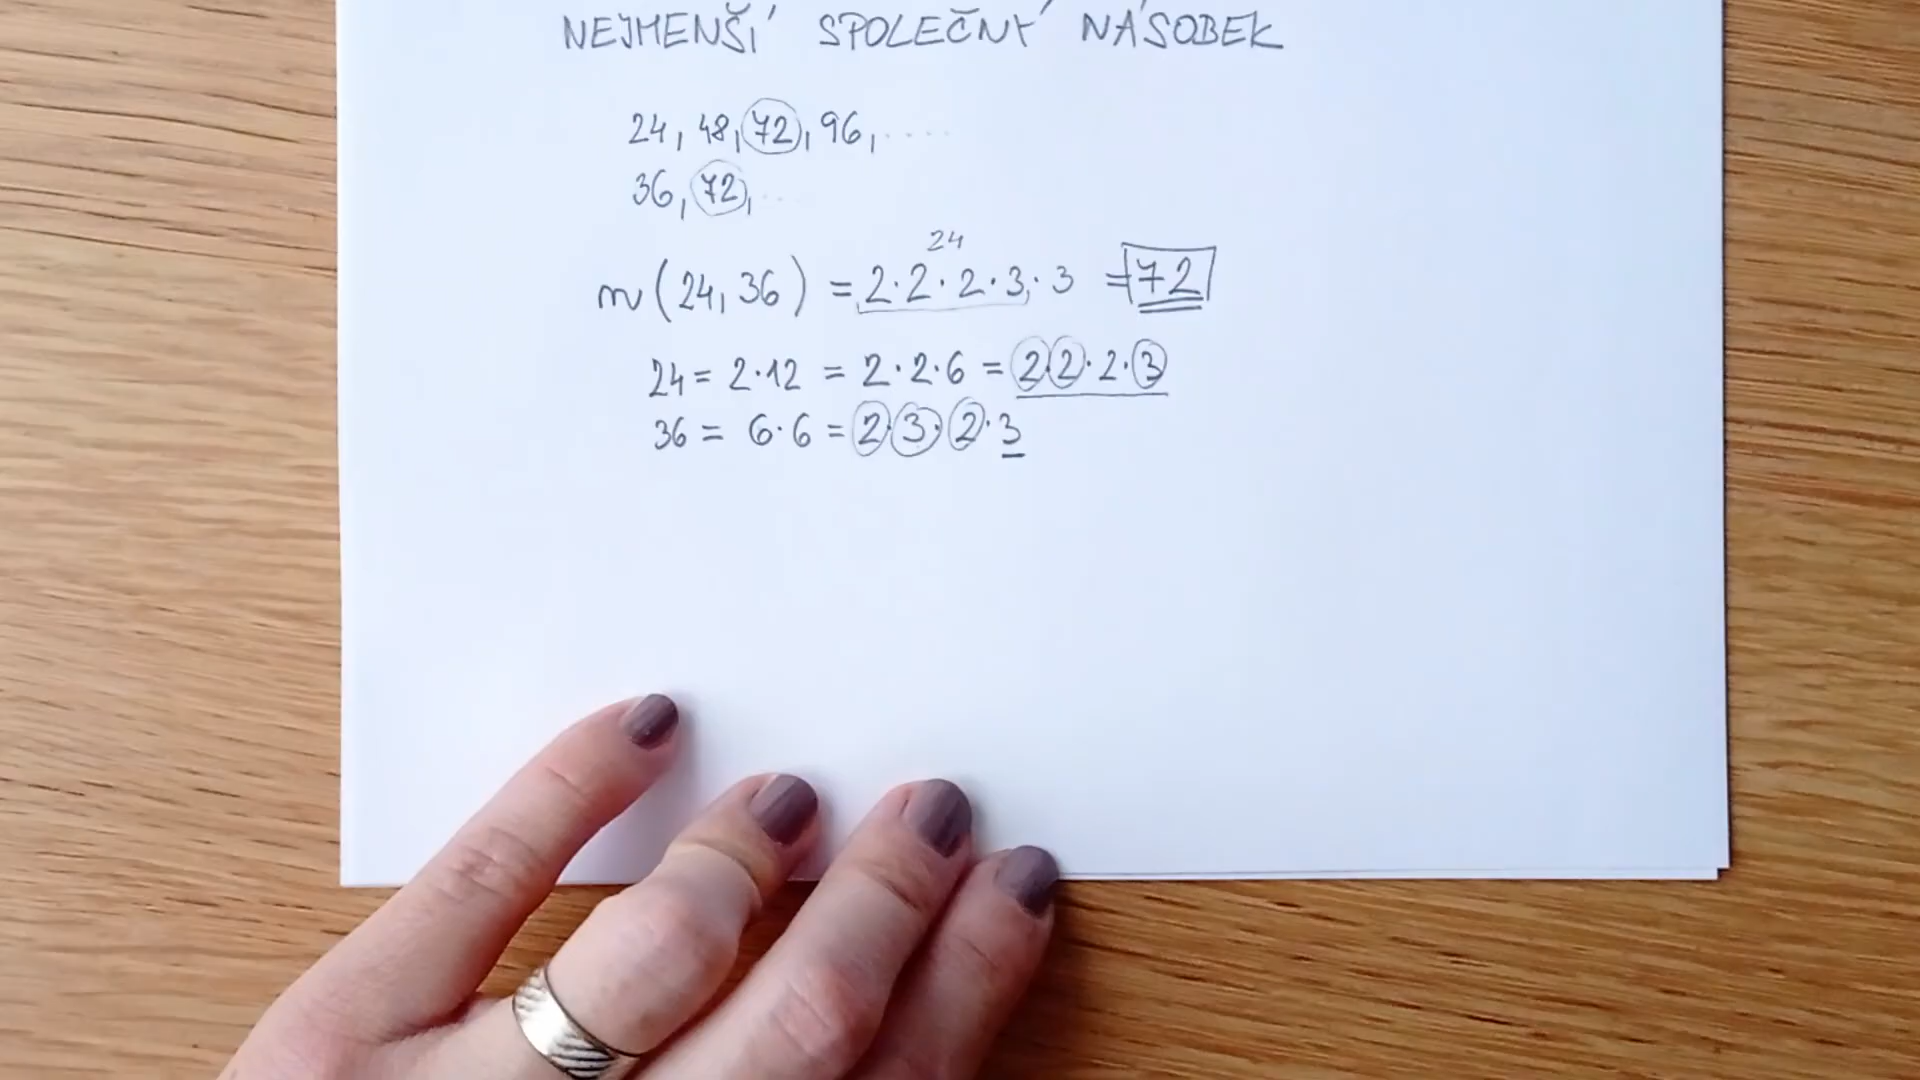 NEJMENŠÍ SPOLEČNÝ NÁSOBEK
24, 48, 72, 96, ....
36, 72, ...
24
n(24, 36) = 2·2·2·3·3 = 72
24 = 2·12 = 2·2·6 = 2·2·2·3
36 = 6·6 = 2·3·2·3